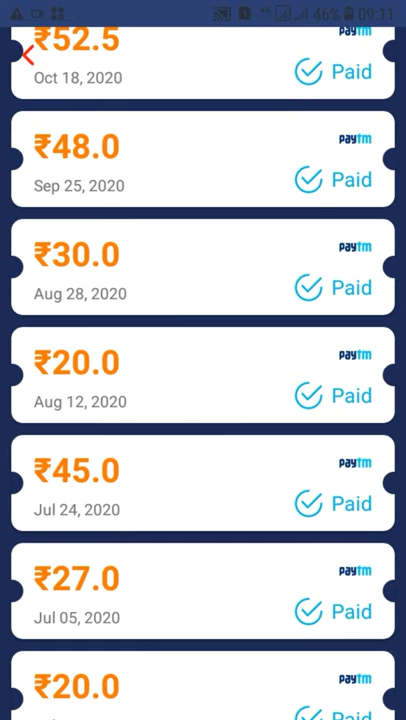 46% 09:11
₹52.5
paytm
Oct 18, 2020
Paid
₹48.0
paytm
Sep 25, 2020
Paid
₹30.0
paytm
Aug 28, 2020
Paid
₹20.0
paytm
Aug 12, 2020
Paid
₹45.0
paytm
Jul 24, 2020
Paid
₹27.0
paytm
Jul 05, 2020
Paid
₹20.0
paytm
Paid